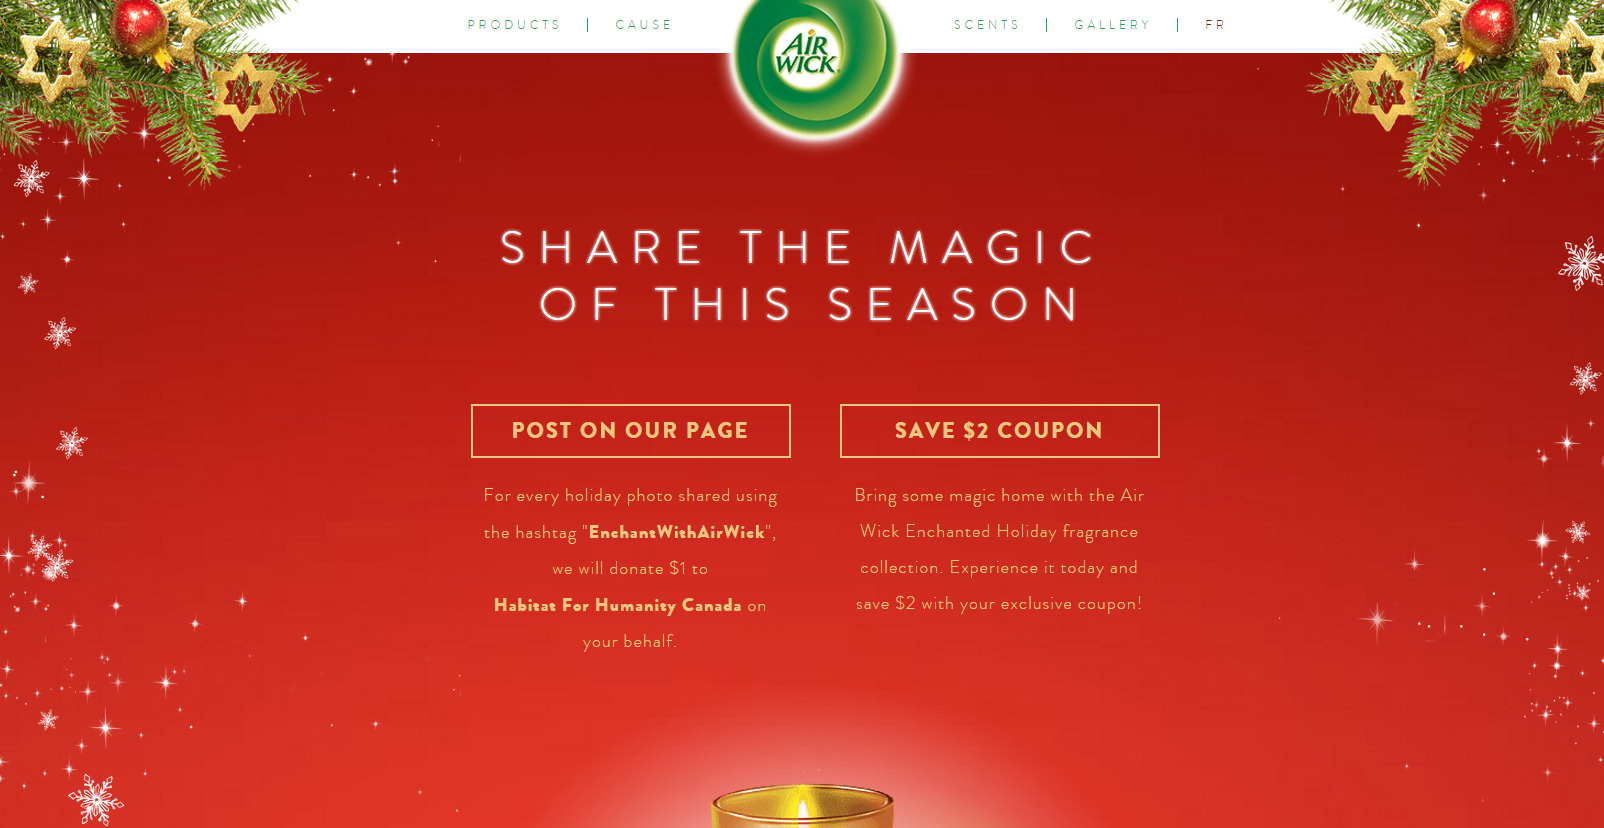 PRODUCTS | CAUSE
AIR
WICK
SCENTS | GALLERY | FR
SHARE THE MAGIC
OF THIS SEASON
POST ON OUR PAGE
For every holiday photo shared using
the hashtag "EnchantWithAirWick",
we will donate $1 to
Habitat For Humanity Canada on
your behalf.
SAVE $2 COUPON
Bring some magic home with the Air
Wick Enchanted Holiday fragrance
collection. Experience it today and
save $2 with your exclusive coupon!